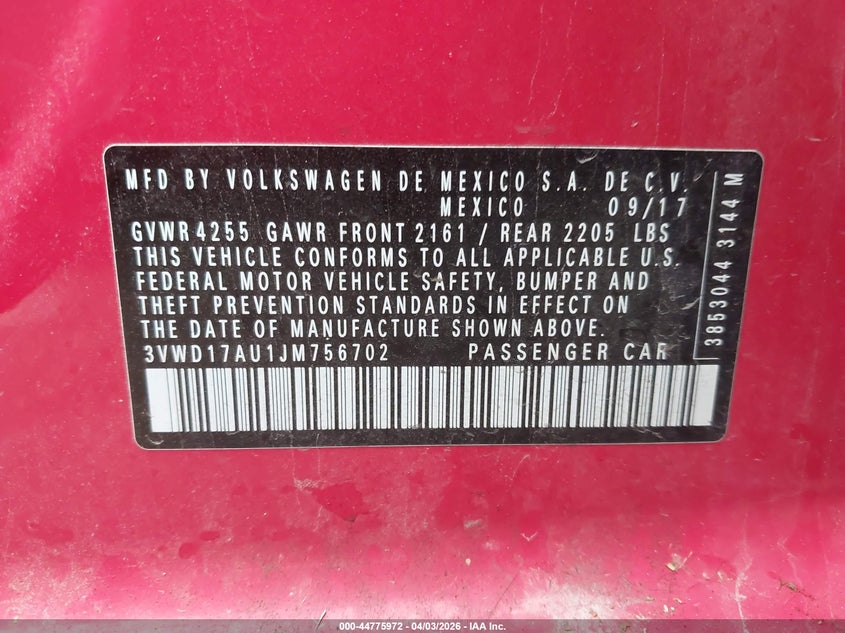 MFD BY VOLKSWAGEN DE MEXICO S.A. DE C.V.
MEXICO 09/17
GVWR 4255 GAWR FRONT 2161 / REAR 2205 LBS
THIS VEHICLE CONFORMS TO ALL APPLICABLE U.S.
FEDERAL MOTOR VEHICLE SAFETY, BUMPER AND
THEFT PREVENTION STANDARDS IN EFFECT ON
THE DATE OF MANUFACTURE SHOWN ABOVE.
3VWD17AU1JM756702 PASSENGER CAR
3853044 3144 M
000-44775972 | 04/03/2026 | IAA Inc.